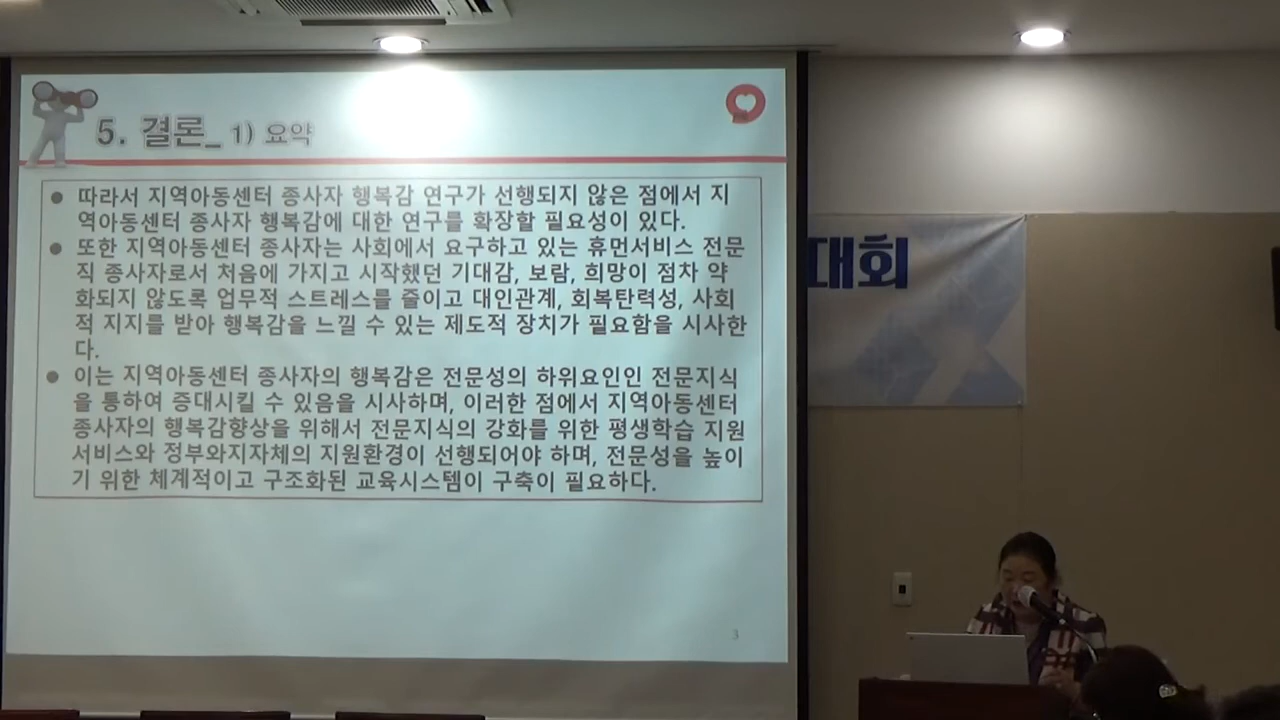 5. 결론_ 1) 요약
● 따라서 지역아동센터 종사자 행복감 연구가 선행되지 않은 점에서 지
역아동센터 종사자 행복감에 대한 연구를 확장할 필요성이 있다.
● 또한 지역아동센터 종사자는 사회에서 요구하고 있는 휴먼서비스 전문
직 종사자로서 처음에 가지고 시작했던 기대감, 보람, 희망이 점차 약
화되지 않도록 업무적 스트레스를 줄이고 대인관계, 회복탄력성, 사회
적 지지를 받아 행복감을 느낄 수 있는 제도적 장치가 필요함을 시사한
다.
● 이는 지역아동센터 종사자의 행복감은 전문성의 하위요인인 전문지식
을 통하여 증대시킬 수 있음을 시사하며, 이러한 점에서 지역아동센터
종사자의 행복감향상을 위해서 전문지식의 강화를 위한 평생학습 지원
서비스와 정부와지자체의 지원환경이 선행되어야 하며, 전문성을 높이
기 위한 체계적이고 구조화된 교육시스템이 구축이 필요하다.
3
대회